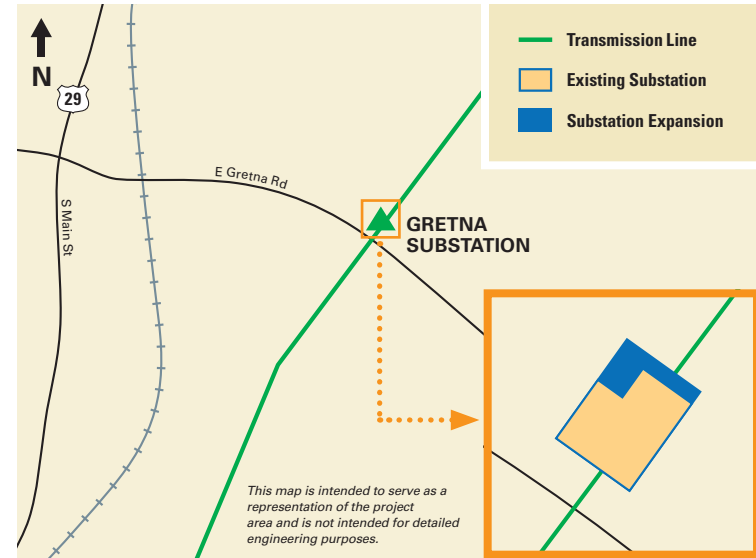 N
29
S Main St
E Gretna Rd
GRETNA
SUBSTATION
Transmission Line
Existing Substation
Substation Expansion
This map is intended to serve as a
representation of the project
area and is not intended for detailed
engineering purposes.